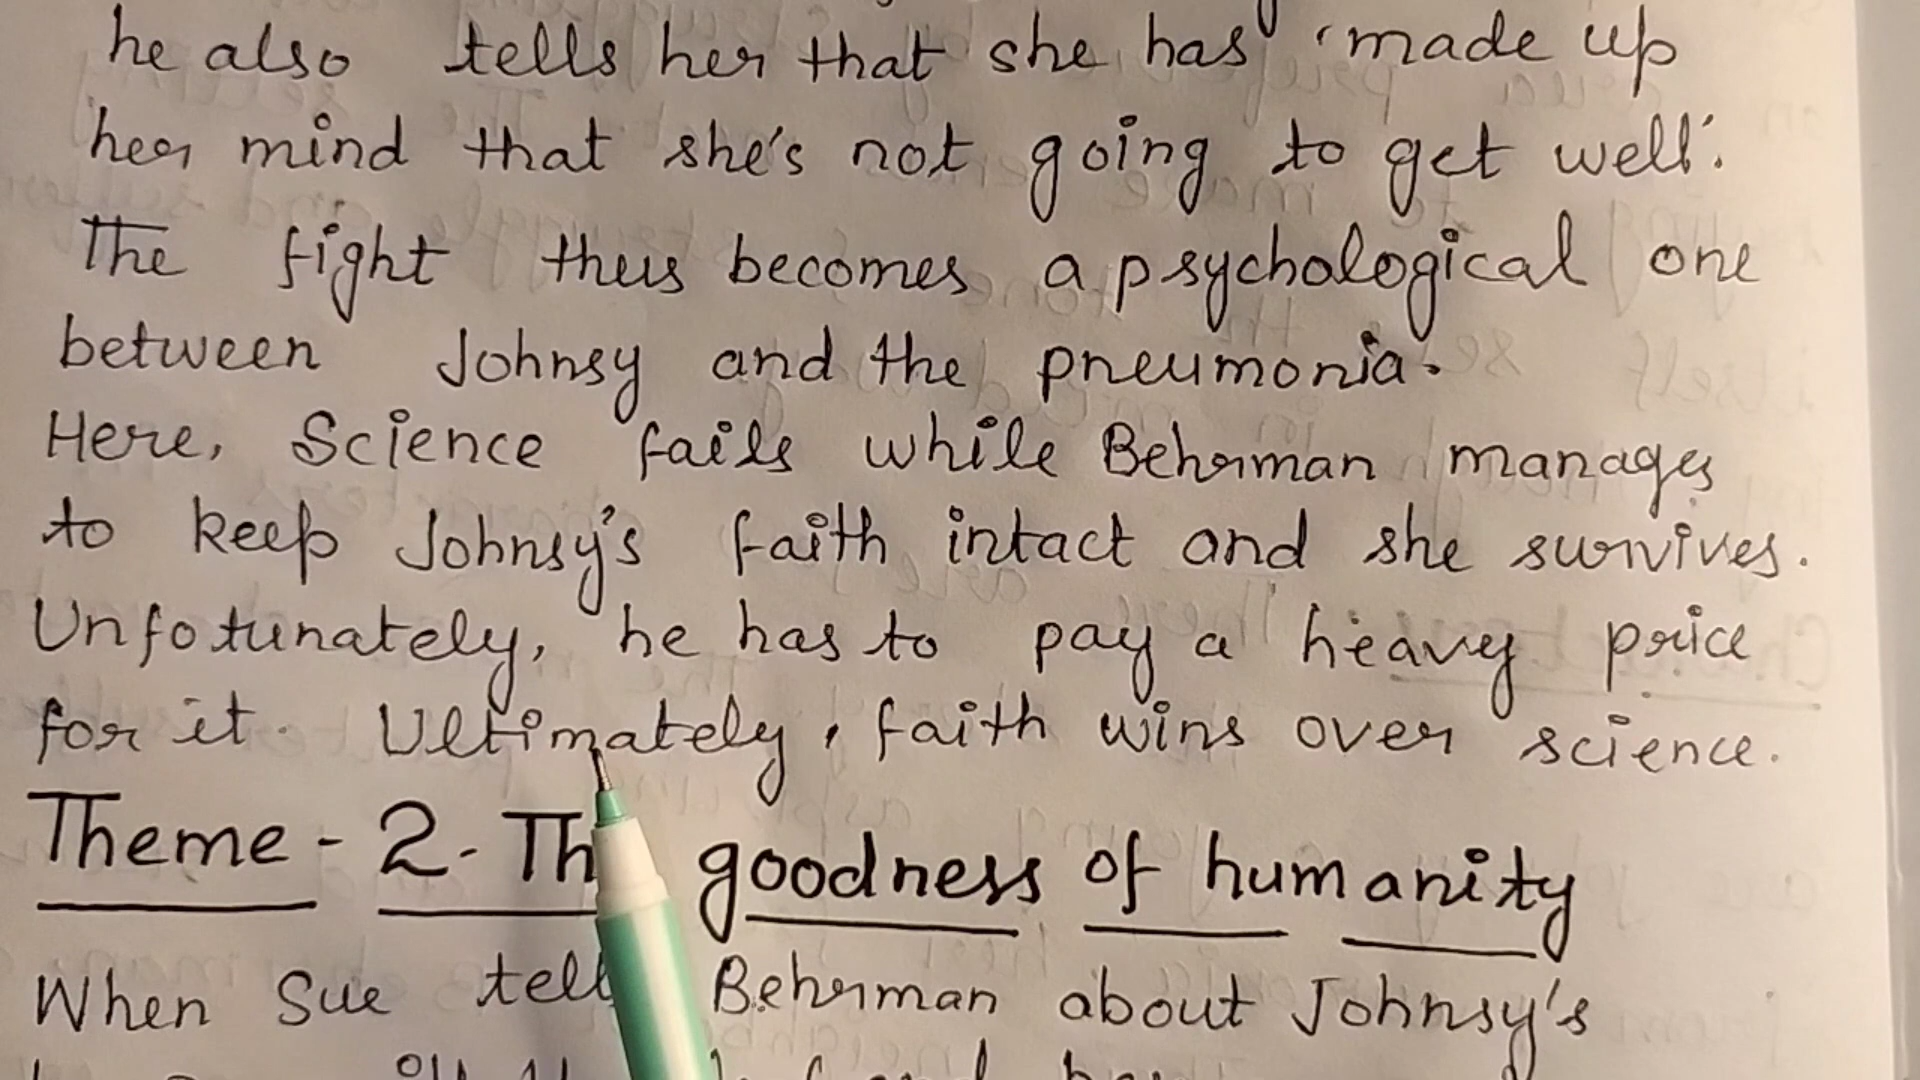 he also tells her that she has 'made up
her mind that she's not going to get well'.
The fight thus becomes a psychological one
between Johnsy and the pneumonia.
Here, Science fails while Behrman manages
to keep Johnsy's faith intact and she survives.
Unfotunately, he has to pay a heavy price
for it. Ultimately, faith wins over science.
Theme - 2 - Th goodness of humanity
When Sue tell Behrman about Johnsy's